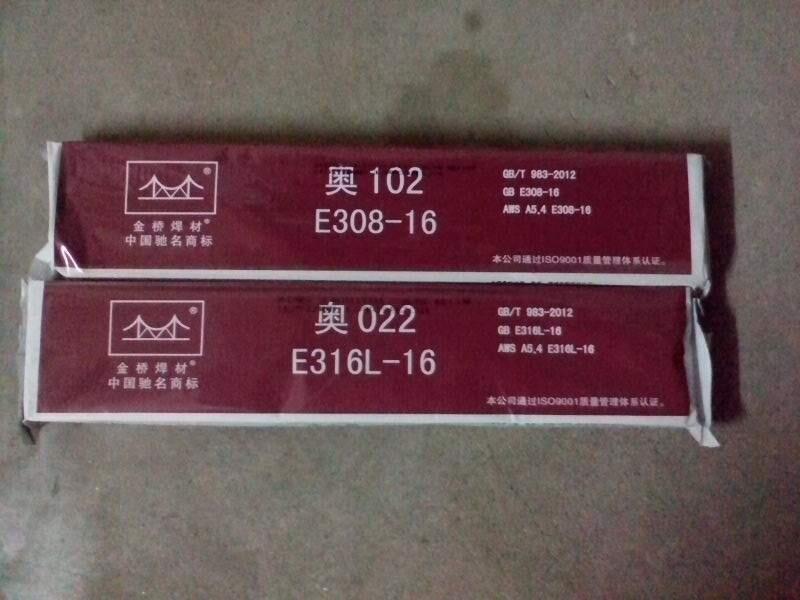 奥 102
E308-16
金桥焊材®
中国驰名商标
GB/T 983-2012
GB E308-16
AWS A5.4 E308-16
本公司通过ISO9001质量管理体系认证。
奥 022
E316L-16
金桥焊材®
中国驰名商标
GB/T 983-2012
GB E316L-16
AWS A5.4 E316L-16
本公司通过ISO9001质量管理体系认证。